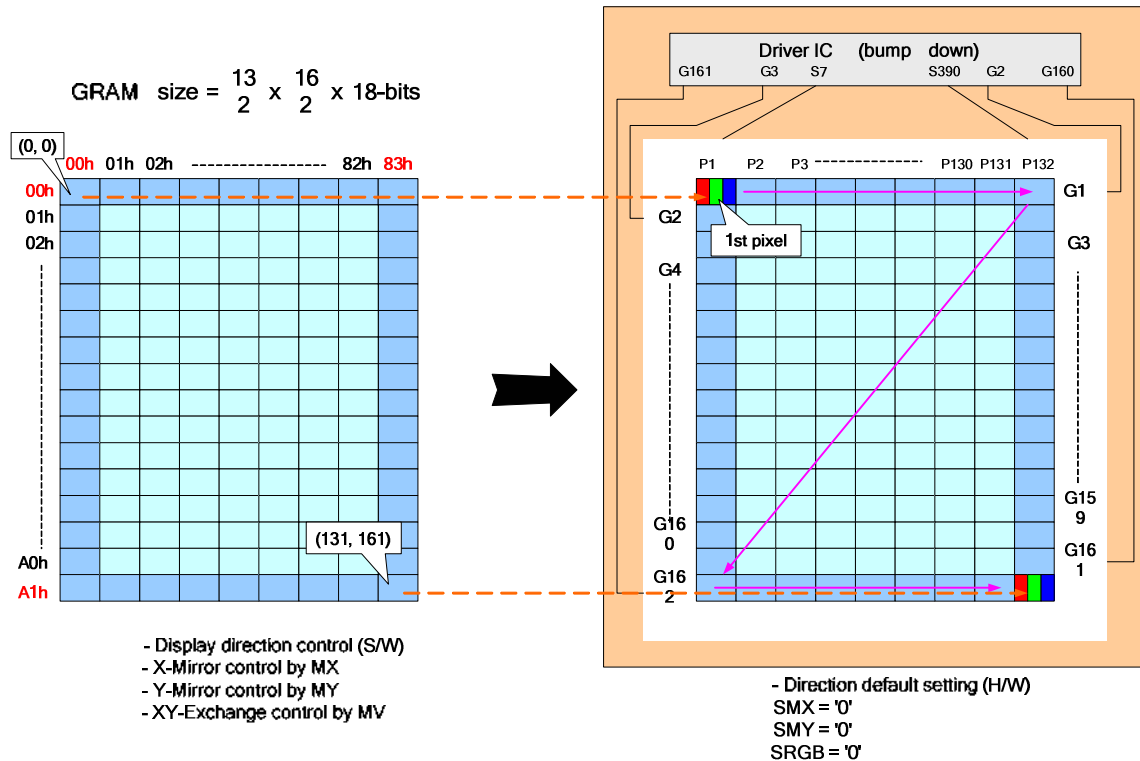 GRAM size = 13/2 x 16/2 x 18-bits
(0, 0)
00h 01h 02h 82h 83h
00h
01h
02h
A0h
A1h
(131, 161)
- Display direction control (S/W)
- X-Mirror control by MX
- Y-Mirror control by MY
- XY-Exchange control by MV
Driver IC (bump down)
G161 G3 S7 S390 G2 G160
P1 P2 P3 P130 P131 P132
G1
G2
1st pixel
G3
G4
G15
9
G16
0
G16
1
G16
2
- Direction default setting (H/W)
SMX = '0'
SMY = '0'
SRGB = '0'